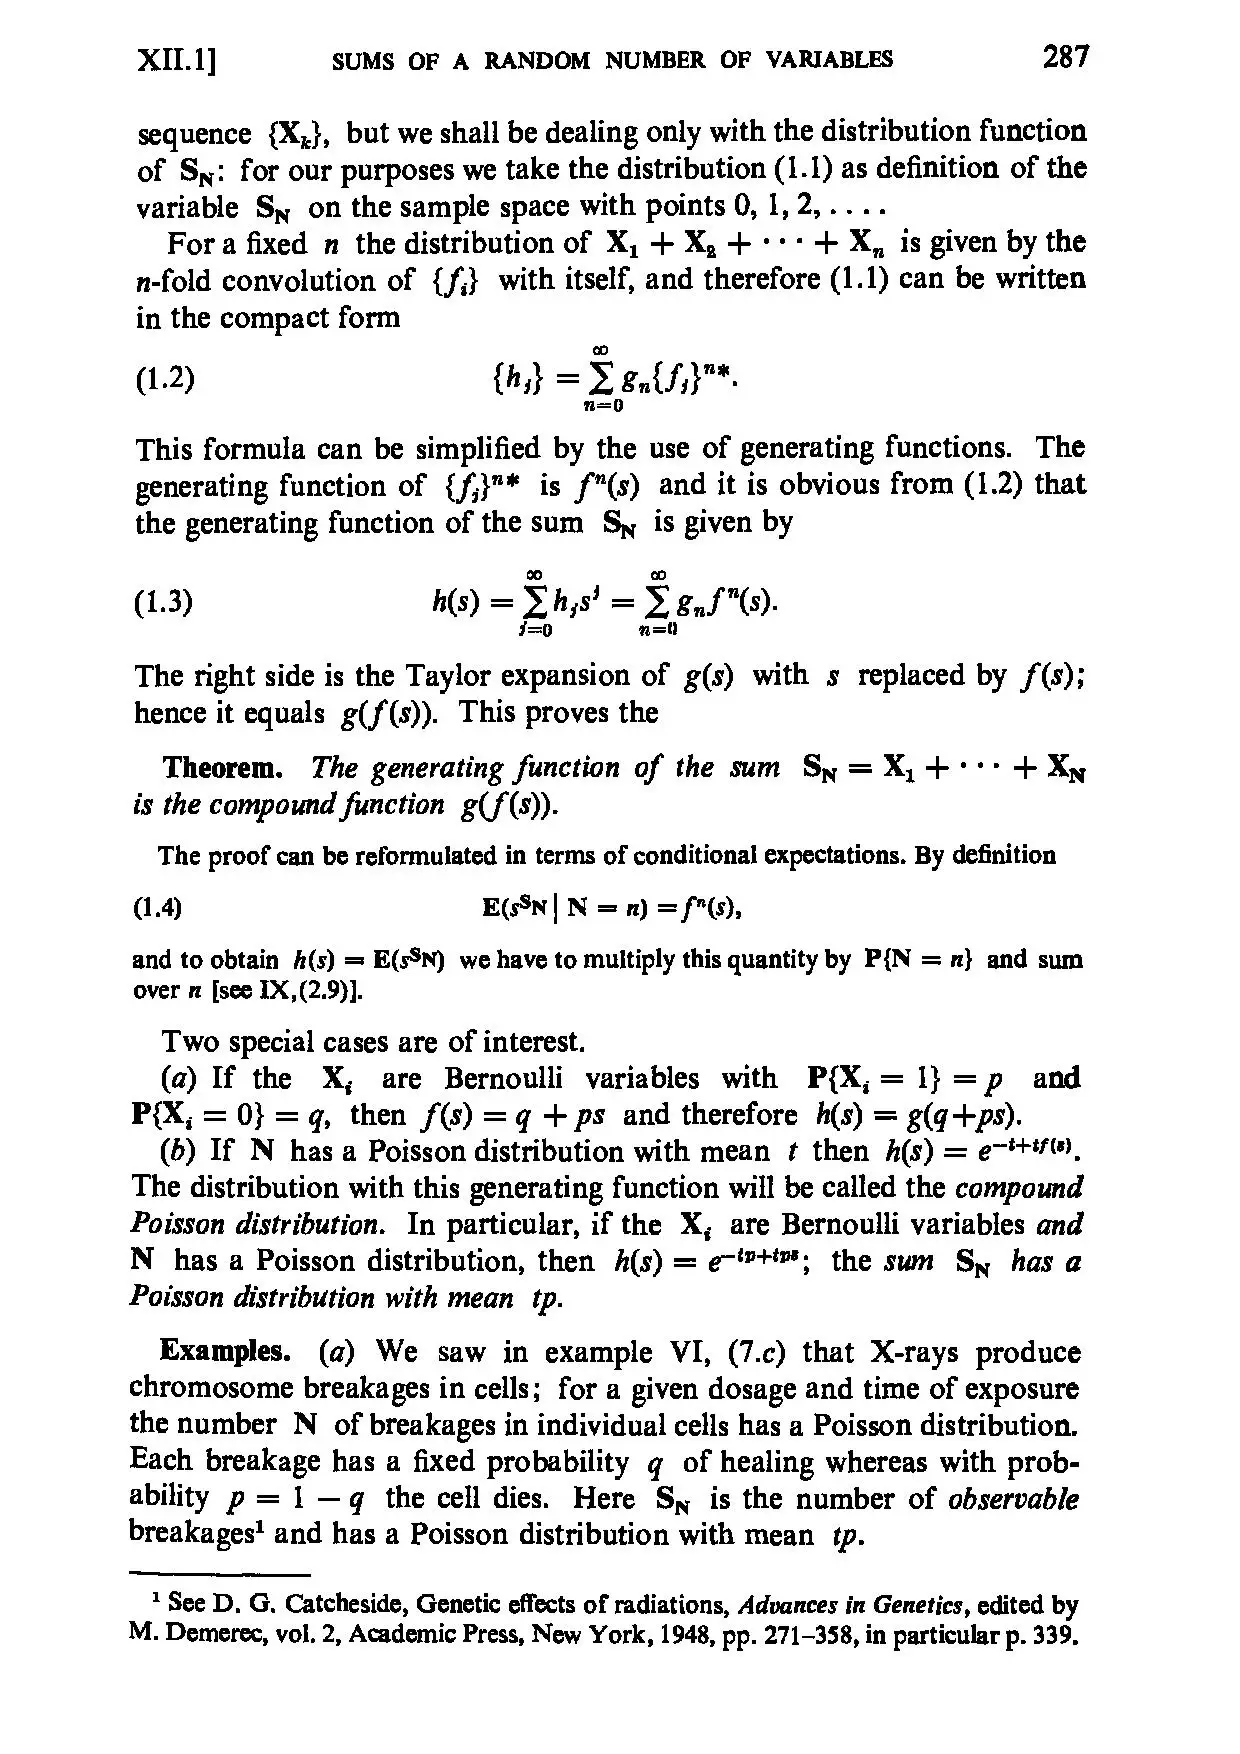 XII.1] SUMS OF A RANDOM NUMBER OF VARIABLES 287
sequence {X_k}, but we shall be dealing only with the distribution function
of S_N: for our purposes we take the distribution (1.1) as definition of the
variable S_N on the sample space with points 0, 1, 2, . . . .
For a fixed n the distribution of X_1 + X_2 + · · · + X_n is given by the
n-fold convolution of {f_i} with itself, and therefore (1.1) can be written
in the compact form
(1.2) {h_j} = ∑_{n=0}^{∞} g_n{f_j}^{n*}.
This formula can be simplified by the use of generating functions. The
generating function of {f_j}^{n*} is f^n(s) and it is obvious from (1.2) that
the generating function of the sum S_N is given by
(1.3) h(s) = ∑_{j=0}^{∞} h_j s^j = ∑_{n=0}^{∞} g_n f^n(s).
The right side is the Taylor expansion of g(s) with s replaced by f(s);
hence it equals g(f(s)). This proves the
Theorem. The generating function of the sum S_N = X_1 + · · · + X_N
is the compound function g(f(s)).
The proof can be reformulated in terms of conditional expectations. By definition
(1.4) E(s^{S_N} | N = n) = f^n(s),
and to obtain h(s) = E(s^{S_N}) we have to multiply this quantity by P{N = n} and sum
over n [see IX,(2.9)].
Two special cases are of interest.
(a) If the X_i are Bernoulli variables with P{X_i = 1} = p and
P{X_i = 0} = q, then f(s) = q + ps and therefore h(s) = g(q+ps).
(b) If N has a Poisson distribution with mean t then h(s) = e^{-t+tf(s)}.
The distribution with this generating function will be called the compound
Poisson distribution. In particular, if the X_i are Bernoulli variables and
N has a Poisson distribution, then h(s) = e^{-tp+tps}; the sum S_N has a
Poisson distribution with mean tp.
Examples. (a) We saw in example VI, (7.c) that X-rays produce
chromosome breakages in cells; for a given dosage and time of exposure
the number N of breakages in individual cells has a Poisson distribution.
Each breakage has a fixed probability q of healing whereas with prob-
ability p = 1 − q the cell dies. Here S_N is the number of observable
breakages¹ and has a Poisson distribution with mean tp.
¹ See D. G. Catcheside, Genetic effects of radiations, Advances in Genetics, edited by
M. Demerec, vol. 2, Academic Press, New York, 1948, pp. 271–358, in particular p. 339.